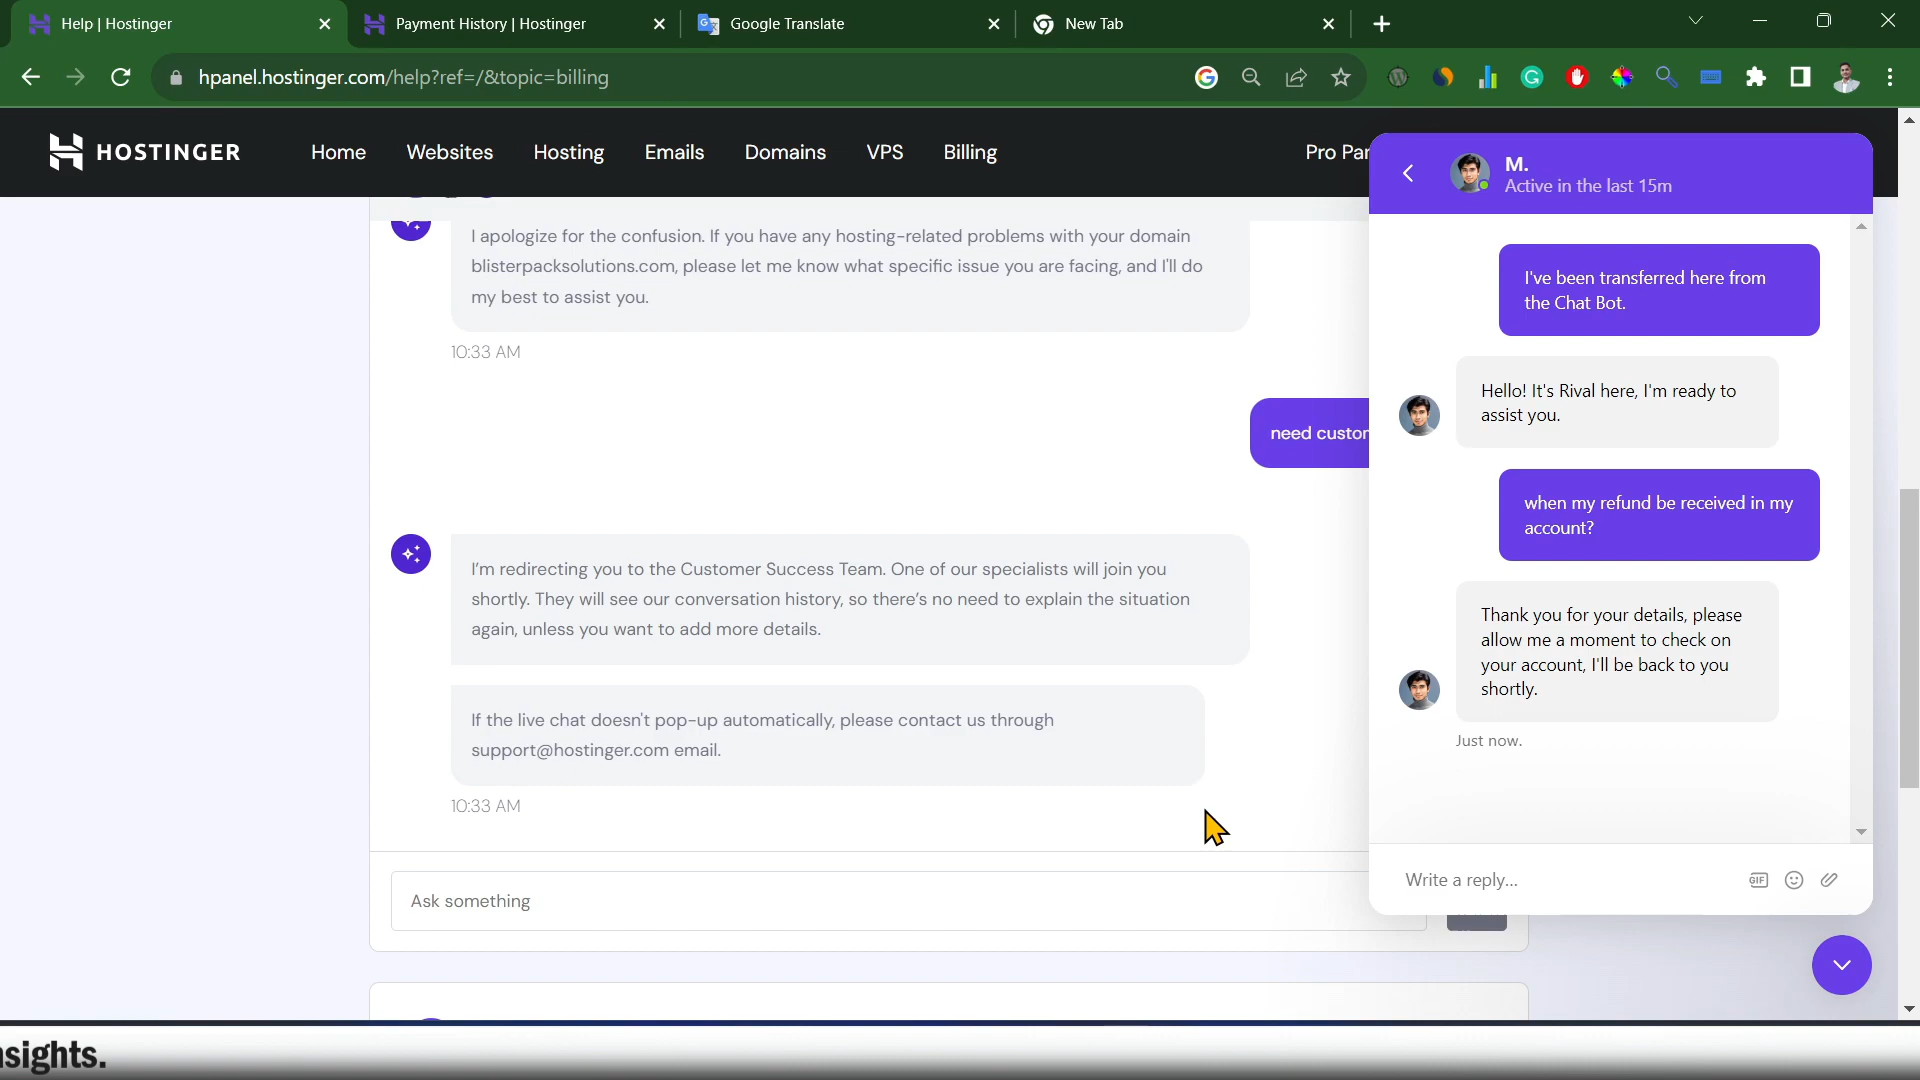 Help | Hostinger
Payment History | Hostinger
Google Translate
New Tab
hpanel.hostinger.com/help?ref=/&topic=billing
HOSTINGER
Home
Websites
Hosting
Emails
Domains
VPS
Billing
Pro Pa
I apologize for the confusion. If you have any hosting-related problems with your domain
blisterpacksolutions.com, please let me know what specific issue you are facing, and I'll do
my best to assist you.
10:33 AM
need custo
I'm redirecting you to the Customer Success Team. One of our specialists will join you
shortly. They will see our conversation history, so there's no need to explain the situation
again, unless you want to add more details.
If the live chat doesn't pop-up automatically, please contact us through
support@hostinger.com email.
10:33 AM
Ask something
M.
Active in the last 15m
I've been transferred here from
the Chat Bot.
Hello! It's Rival here, I'm ready to
assist you.
when my refund be received in my
account?
Thank you for your details, please
allow me a moment to check on
your account, I'll be back to you
shortly.
Just now.
Write a reply...
GIF
nsights.